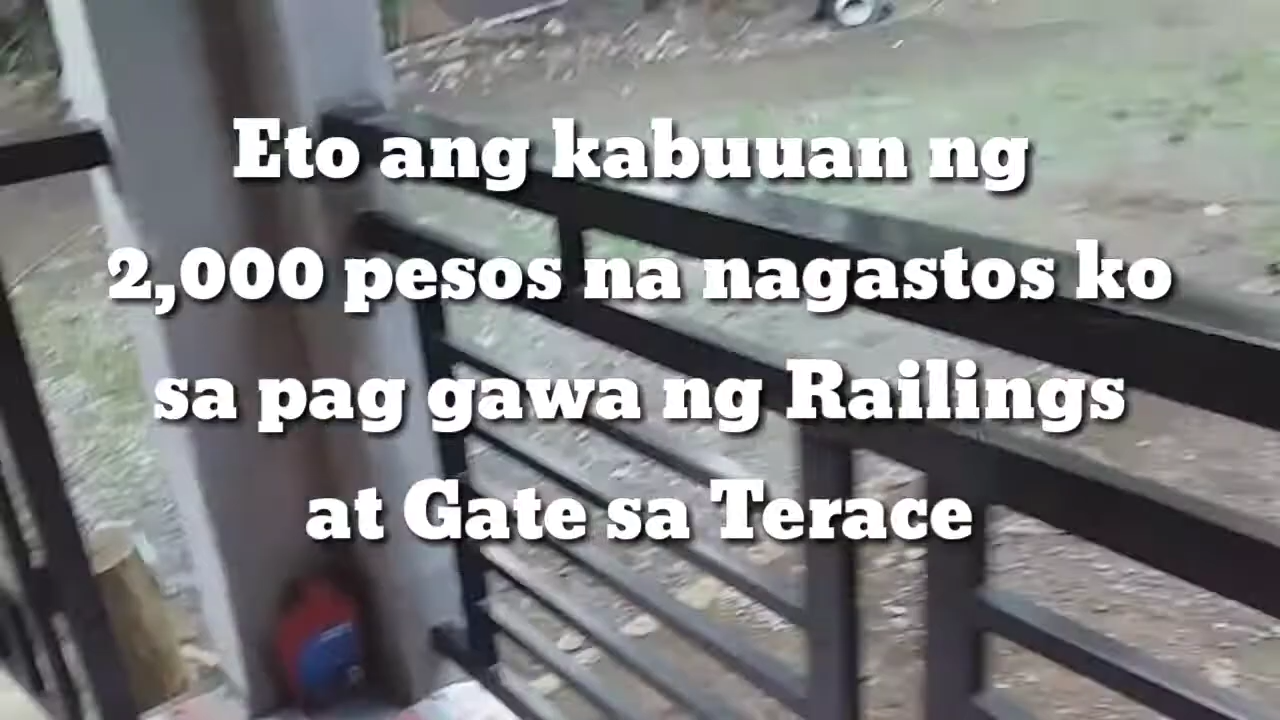 Eto ang kabuuan ng
2,000 pesos na nagastos ko
sa pag gawa ng Railings
at Gate sa Terace